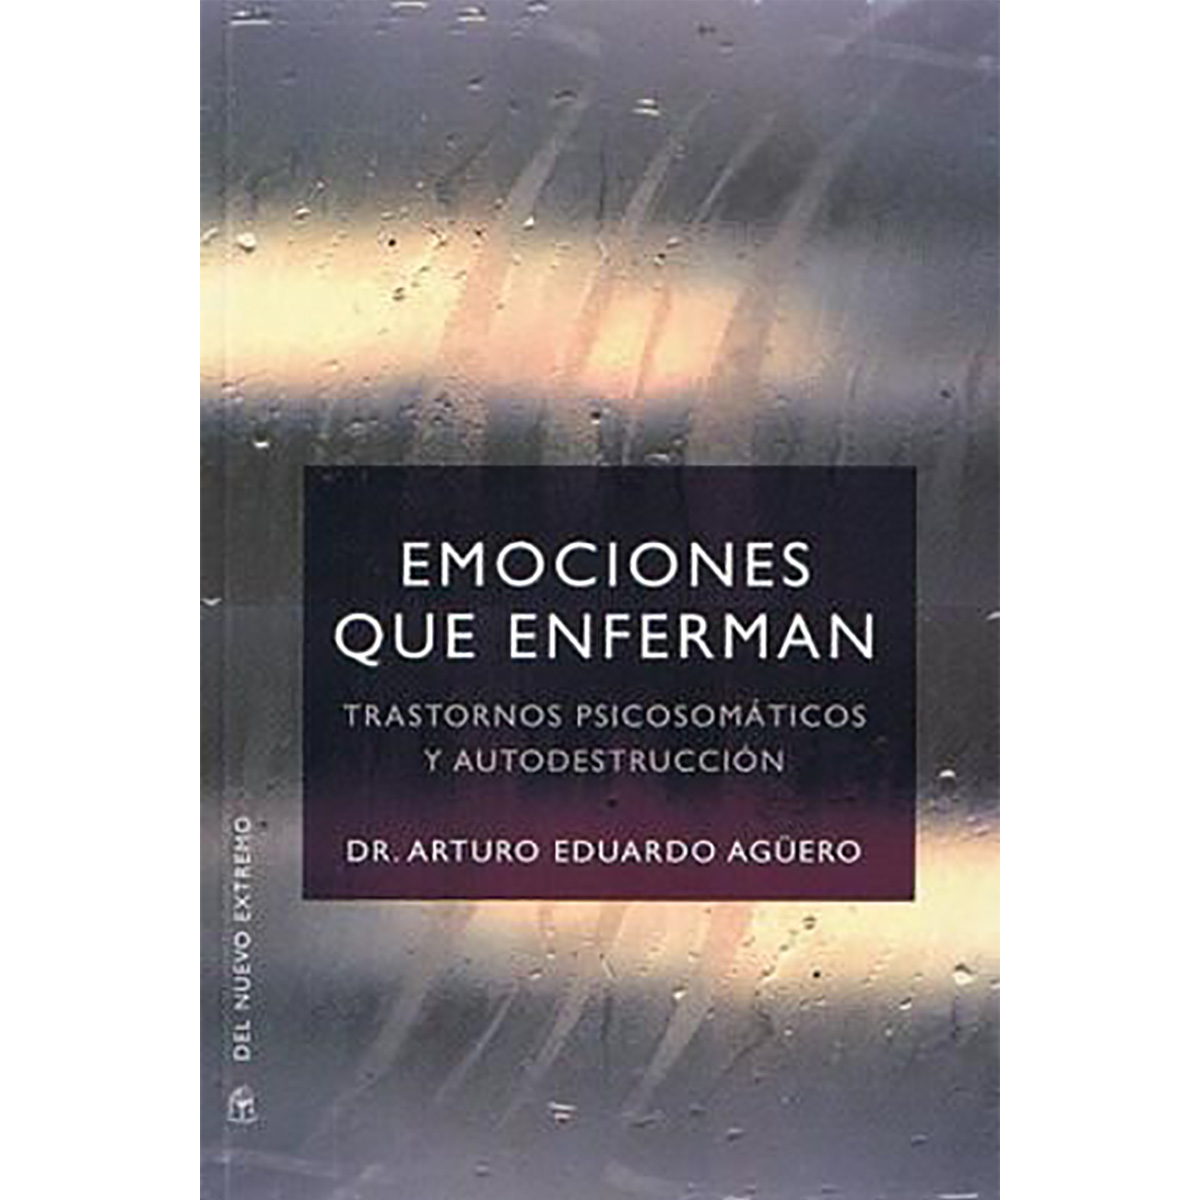 EMOCIONES
QUE ENFERMAN
TRASTORNOS PSICOSOMÁTICOS
Y AUTODESTRUCCIÓN
DR. ARTURO EDUARDO AGÜERO
DEL NUEVO EXTREMO